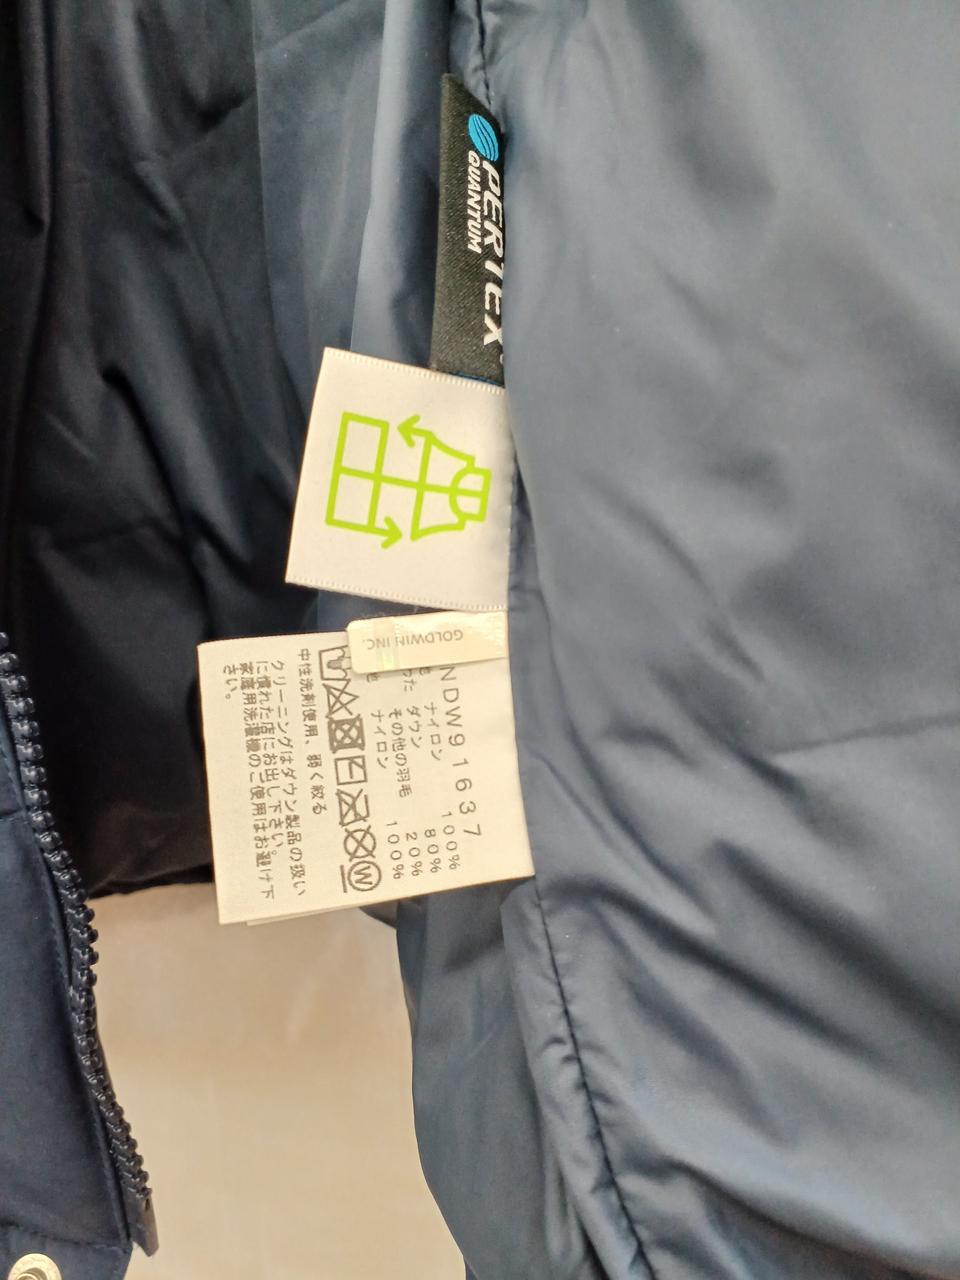 PERTEX
QUANTUM
GOLDWIN INC.
NDW91637
ナイロン 100%
ダウン 80%
その他の羽毛 20%
ナイロン 100%
W
中性洗剤使用、弱く絞る
クリーニングはダウン製品の扱い
に慣れた店にお出し下さい。
家庭用洗濯機のご使用はお避け下
さい。